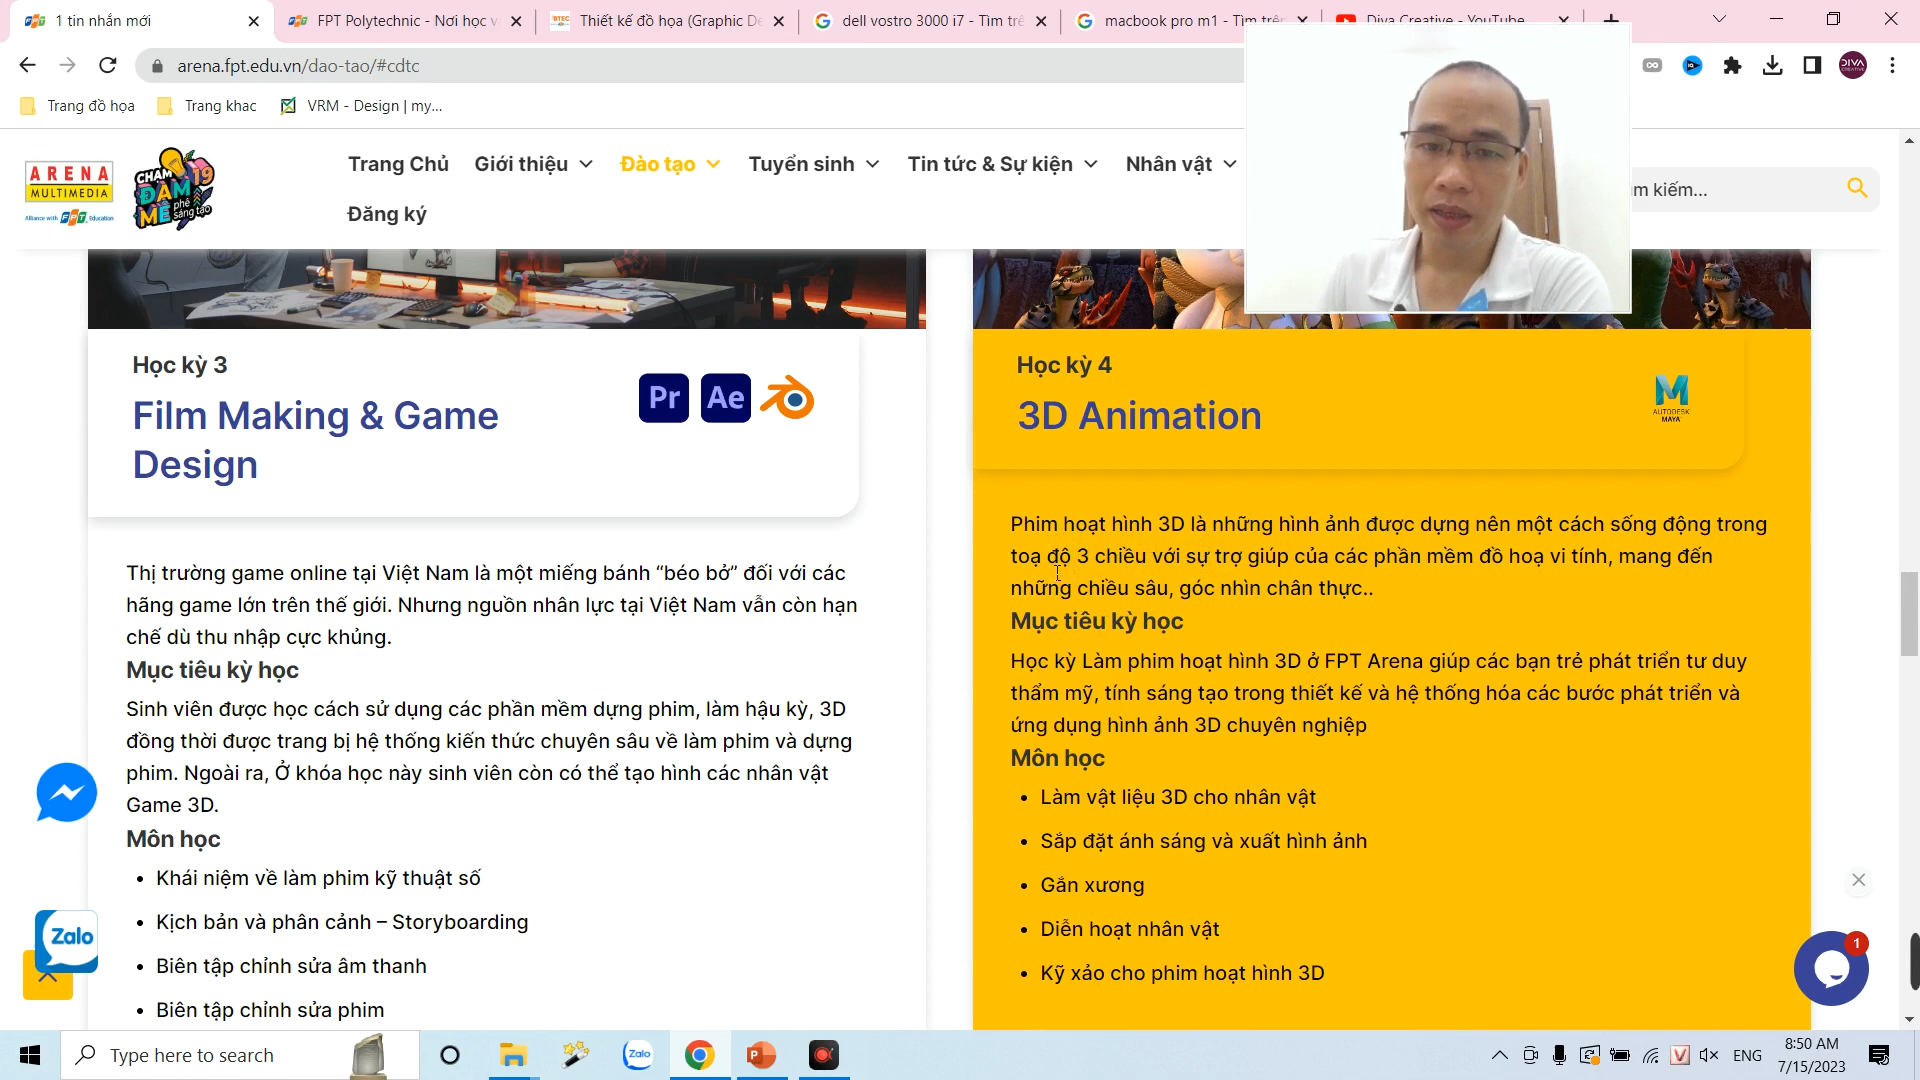 1 tin nhắn mới
FPT Polytechnic - Nơi học v
Thiết kế đồ họa (Graphic De
dell vostro 3000 i7 - Tìm trê
macbook pro m1 - Tìm trên
Diva Creative - YouTube
arena.fpt.edu.vn/dao-tao/#cdtc
DIVA
Trang đồ họa
Trang khac
VRM - Design | my...
ARENA
MULTIMEDIA
Alliance with FPT Education
CHẠM 19
ĐAM
MÊ phê
sáng tạo
Trang Chủ
Giới thiệu
Đào tạo
Tuyển sinh
Tin tức & Sự kiện
Nhân vật
Đăng ký
m kiếm...
Học kỳ 3
Film Making & Game
Design
Pr
Ae
Thị trường game online tại Việt Nam là một miếng bánh “béo bở” đối với các
hãng game lớn trên thế giới. Nhưng nguồn nhân lực tại Việt Nam vẫn còn hạn
chế dù thu nhập cực khủng.
Mục tiêu kỳ học
Sinh viên được học cách sử dụng các phần mềm dựng phim, làm hậu kỳ, 3D
đồng thời được trang bị hệ thống kiến thức chuyên sâu về làm phim và dựng
phim. Ngoài ra, Ở khóa học này sinh viên còn có thể tạo hình các nhân vật
Game 3D.
Môn học
• Khái niệm về làm phim kỹ thuật số
• Kịch bản và phân cảnh – Storyboarding
• Biên tập chỉnh sửa âm thanh
• Biên tập chỉnh sửa phim
Học kỳ 4
3D Animation
M
AUTODESK
MAYA
Phim hoạt hình 3D là những hình ảnh được dựng nên một cách sống động trong
toạ độ 3 chiều với sự trợ giúp của các phần mềm đồ hoạ vi tính, mang đến
những chiều sâu, góc nhìn chân thực..
Mục tiêu kỳ học
Học kỳ Làm phim hoạt hình 3D ở FPT Arena giúp các bạn trẻ phát triển tư duy
thẩm mỹ, tính sáng tạo trong thiết kế và hệ thống hóa các bước phát triển và
ứng dụng hình ảnh 3D chuyên nghiệp
Môn học
• Làm vật liệu 3D cho nhân vật
• Sắp đặt ánh sáng và xuất hình ảnh
• Gắn xương
• Diễn hoạt nhân vật
• Kỹ xảo cho phim hoạt hình 3D
Zalo
1
Type here to search
Zalo
ENG
8:50 AM
7/15/2023